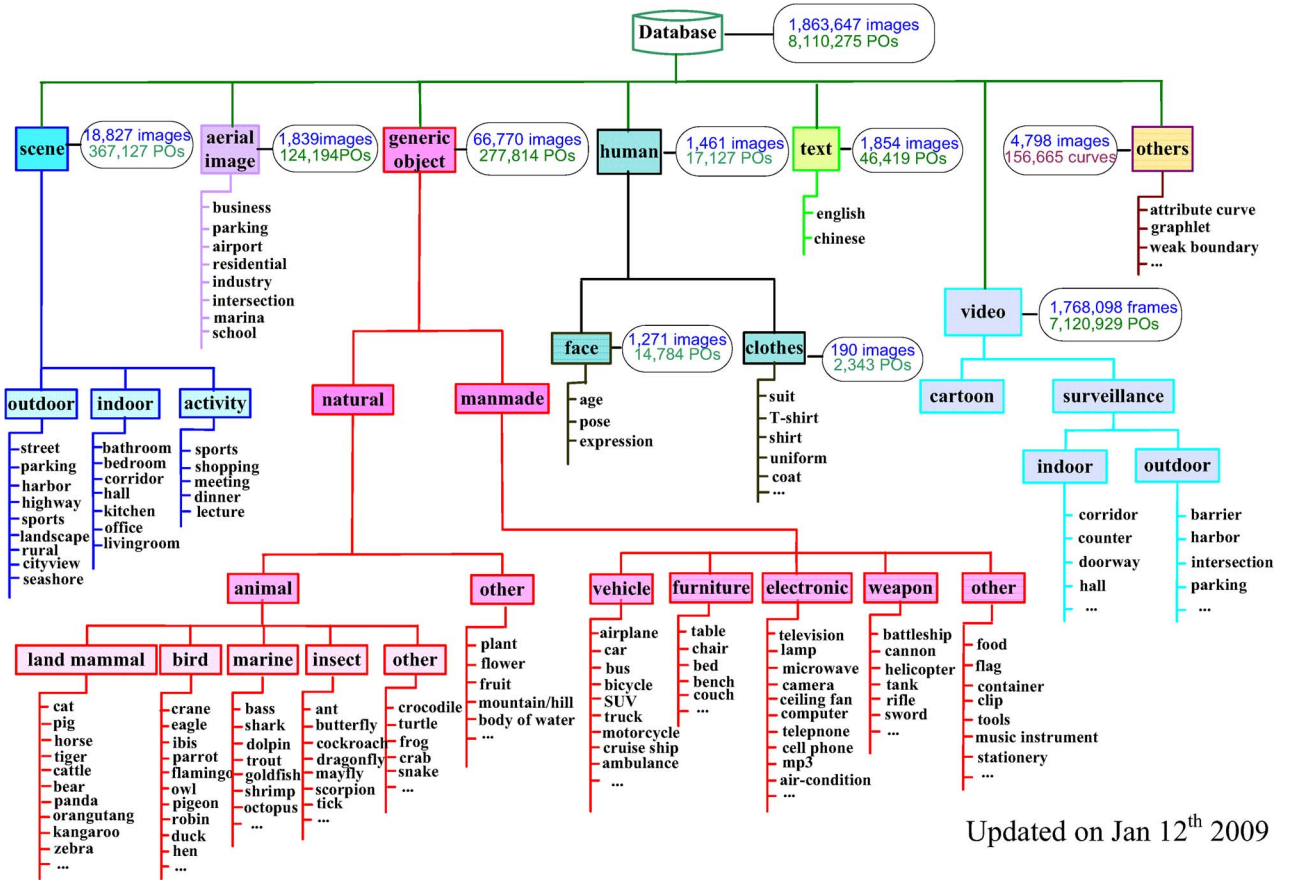 Database
1,863,647 images
8,110,275 POs
scene
18,827 images
367,127 POs
aerial
image
1,839images
124,194POs
generic
object
66,770 images
277,814 POs
human
1,461 images
17,127 POs
text
1,854 images
46,419 POs
4,798 images
156,665 curves
others
business
parking
airport
residential
industry
intersection
marina
school
english
chinese
attribute curve
graphlet
weak boundary
...
video
1,768,098 frames
7,120,929 POs
face
1,271 images
14,784 POs
clothes
190 images
2,343 POs
age
pose
expression
suit
T-shirt
shirt
uniform
coat
...
cartoon
surveillance
indoor
outdoor
corridor
counter
doorway
hall
...
barrier
harbor
intersection
parking
...
outdoor
indoor
activity
street
parking
harbor
highway
sports
landscape
rural
cityview
seashore
bathroom
bedroom
corridor
hall
kitchen
office
livingroom
sports
shopping
meeting
dinner
lecture
natural
manmade
animal
other
plant
flower
fruit
mountain/hill
body of water
...
land mammal
bird
marine
insect
other
cat
pig
horse
tiger
cattle
bear
panda
orangutang
kangaroo
zebra
...
crane
eagle
ibis
parrot
flamingo
owl
pigeon
robin
duck
hen
...
bass
shark
dolpin
trout
goldfish
shrimp
octopus
...
ant
butterfly
cockroach
dragonfly
mayfly
scorpion
tick
...
crocodile
turtle
frog
crab
snake
...
vehicle
furniture
electronic
weapon
other
airplane
car
bus
bicycle
SUV
truck
motorcycle
cruise ship
ambulance
...
table
chair
bed
bench
couch
...
television
lamp
microwave
camera
ceiling fan
computer
telepnone
cell phone
mp3
air-condition
...
battleship
cannon
helicopter
tank
rifle
sword
...
food
flag
container
clip
tools
music instrument
stationery
...
Updated on Jan 12th 2009